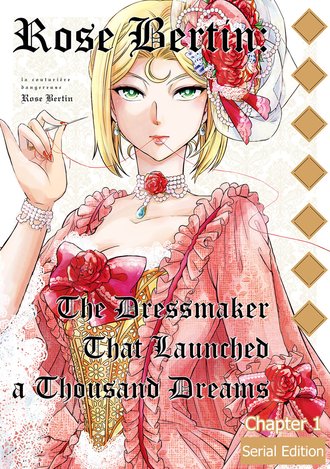 Rose Bertin:
la couturière
dangereuse
Rose Bertin
The Dressmaker
That Launched
a Thousand Dreams
Chapter 1
Serial Edition